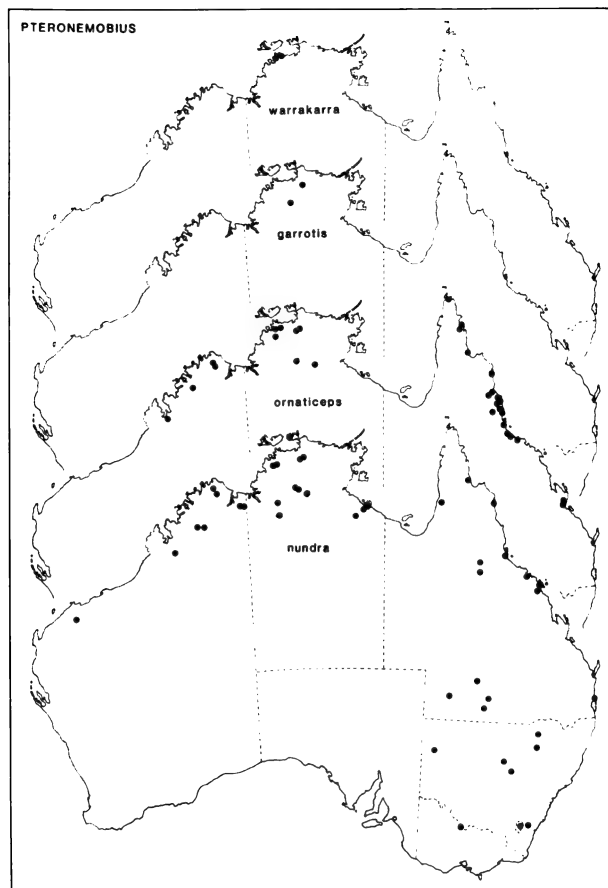 PTERONEMOBIUS
warrakarra
garrotis
ornaticeps
nundra